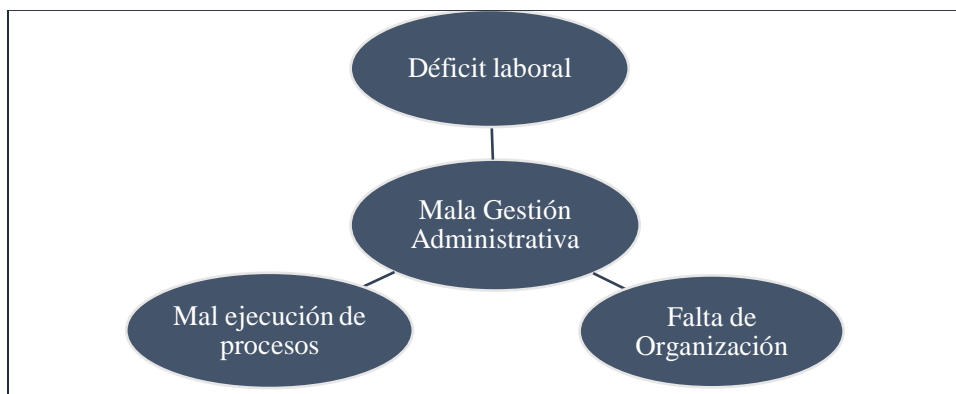 Déficit laboral
Mala Gestión
Administrativa
Mal ejecución de
procesos
Falta de
Organización